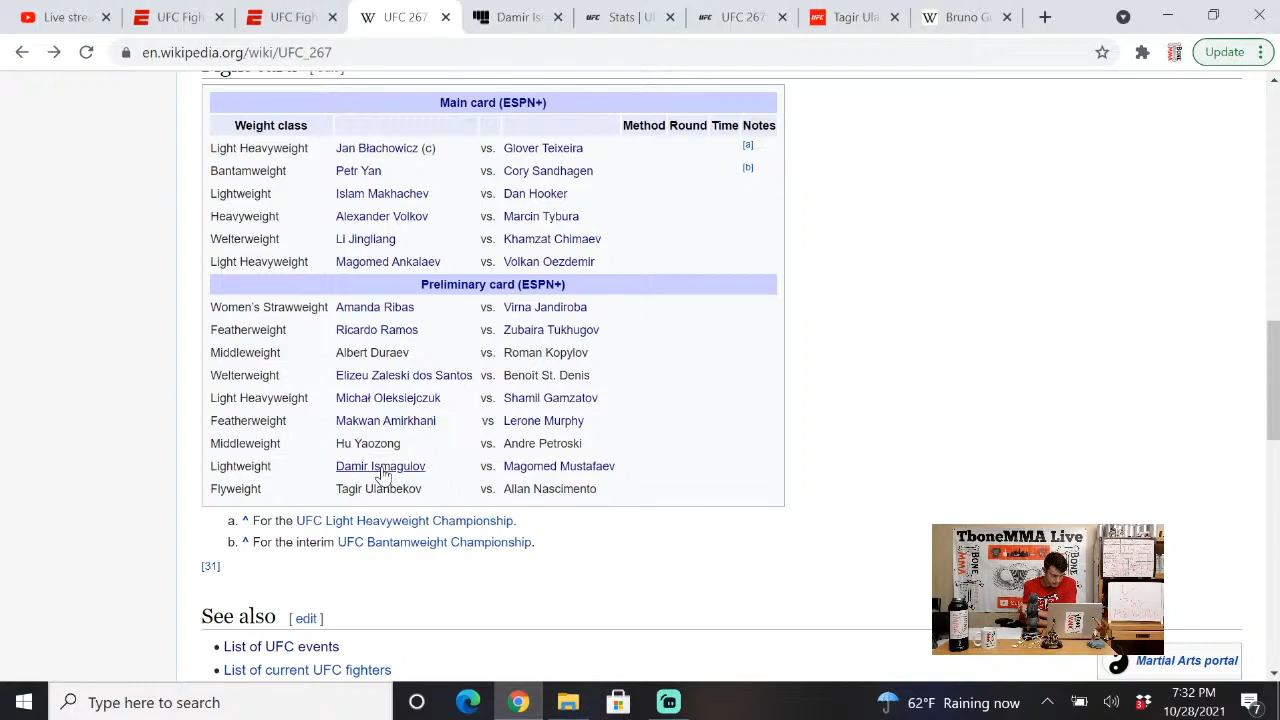 Live stre
UFC Figh
UFC Figh
UFC 267
Damir Is
Stats | U
UFC 267
Tagir Ula
Bruno G
en.wikipedia.org/wiki/UFC_267
Update
[ edit ]
Main card (ESPN+)
Weight class Method Round Time Notes
Light Heavyweight Jan Błachowicz (c) vs. Glover Teixeira [a]
Bantamweight Petr Yan vs. Cory Sandhagen [b]
Lightweight Islam Makhachev vs. Dan Hooker
Heavyweight Alexander Volkov vs. Marcin Tybura
Welterweight Li Jingliang vs. Khamzat Chimaev
Light Heavyweight Magomed Ankalaev vs. Volkan Oezdemir
Preliminary card (ESPN+)
Women's Strawweight Amanda Ribas vs. Virna Jandiroba
Featherweight Ricardo Ramos vs. Zubaira Tukhugov
Middleweight Albert Duraev vs. Roman Kopylov
Welterweight Elizeu Zaleski dos Santos vs. Benoît St. Denis
Light Heavyweight Michał Oleksiejczuk vs. Shamil Gamzatov
Featherweight Makwan Amirkhani vs Lerone Murphy
Middleweight Hu Yaozong vs. Andre Petroski
Lightweight Damir Ismagulov vs. Magomed Mustafaev
Flyweight Tagir Ulanbekov vs. Allan Nascimento
a. ^ For the UFC Light Heavyweight Championship.
b. ^ For the interim UFC Bantamweight Championship.
[31]
See also [ edit ]
• List of UFC events
• List of current UFC fighters
TboneMMA Live
Martial Arts portal
Type here to search
62°F Raining now
3
7:32 PM
10/28/2021
7